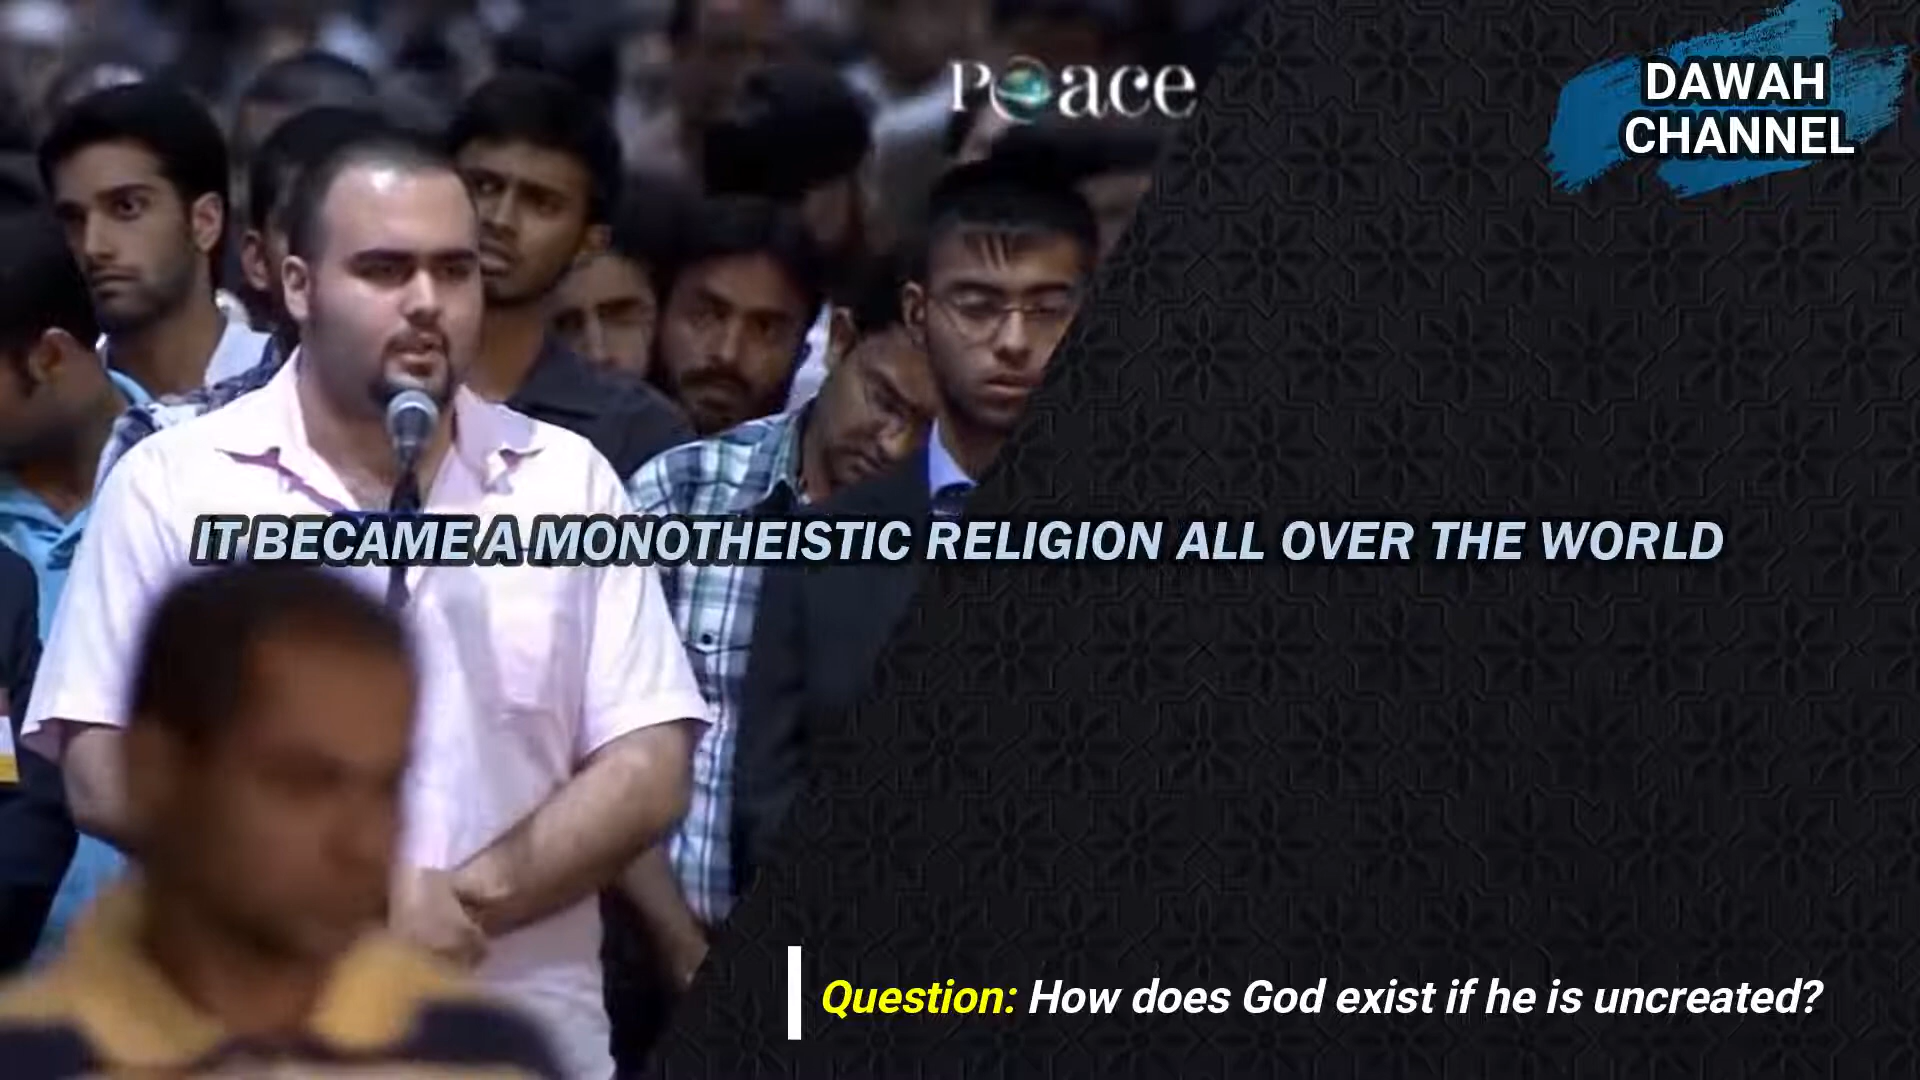 Peace
DAWAH
CHANNEL
IT BECAME A MONOTHEISTIC RELIGION ALL OVER THE WORLD
Question: How does God exist if he is uncreated?